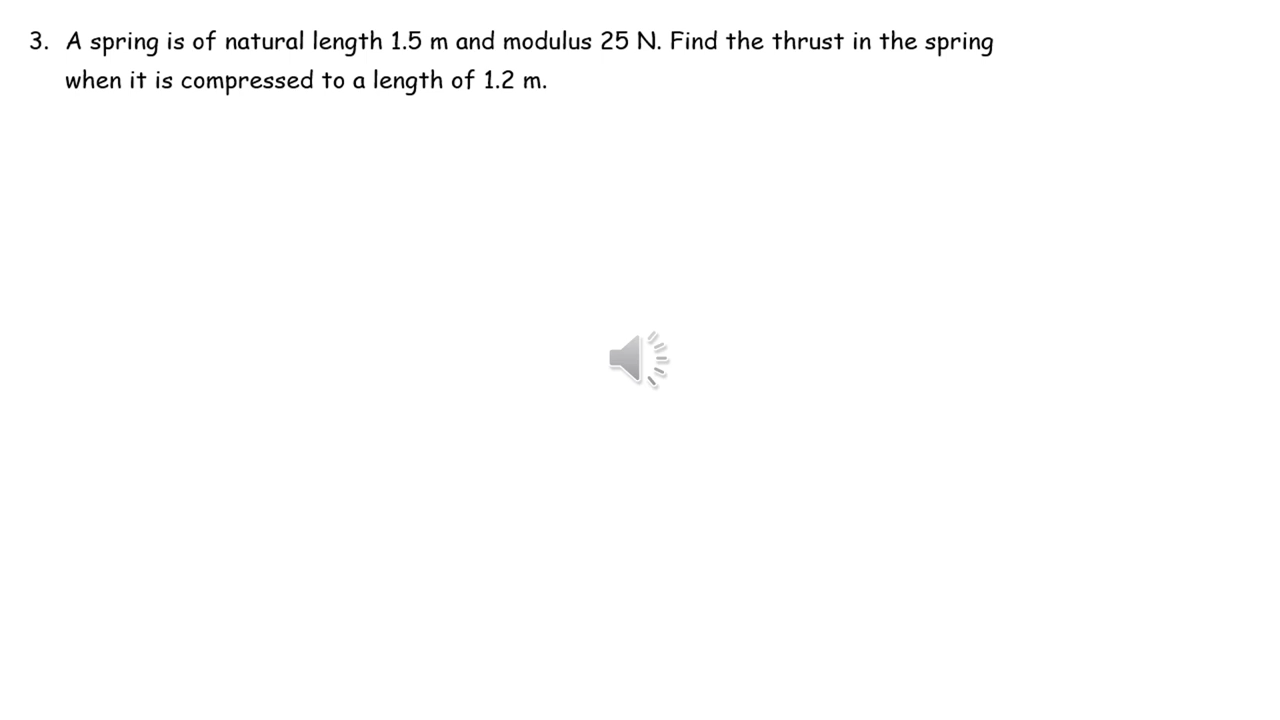 3. A spring is of natural length 1.5 m and modulus 25 N. Find the thrust in the spring
when it is compressed to a length of 1.2 m.